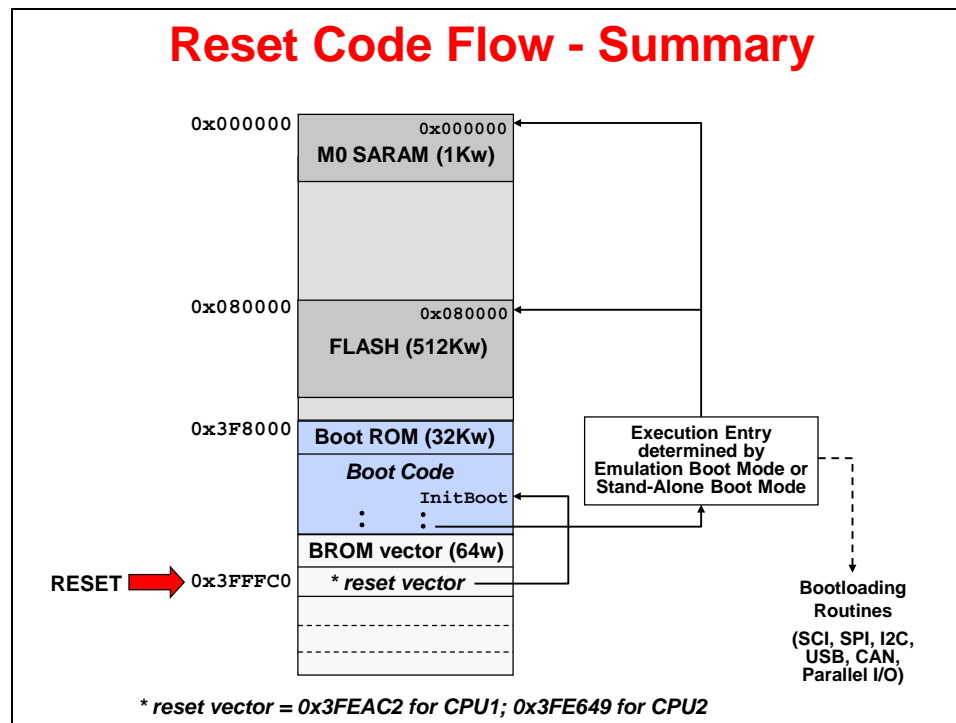 Reset Code Flow - Summary
0x000000
0x000000
M0 SARAM (1Kw)
0x080000
0x080000
FLASH (512Kw)
0x3F8000
Boot ROM (32Kw)
Boot Code
InitBoot
: :
BROM vector (64w)
RESET
0x3FFFC0
* reset vector
Execution Entry
determined by
Emulation Boot Mode or
Stand-Alone Boot Mode
Bootloading
Routines
(SCI, SPI, I2C,
USB, CAN,
Parallel I/O)
* reset vector = 0x3FEAC2 for CPU1; 0x3FE649 for CPU2